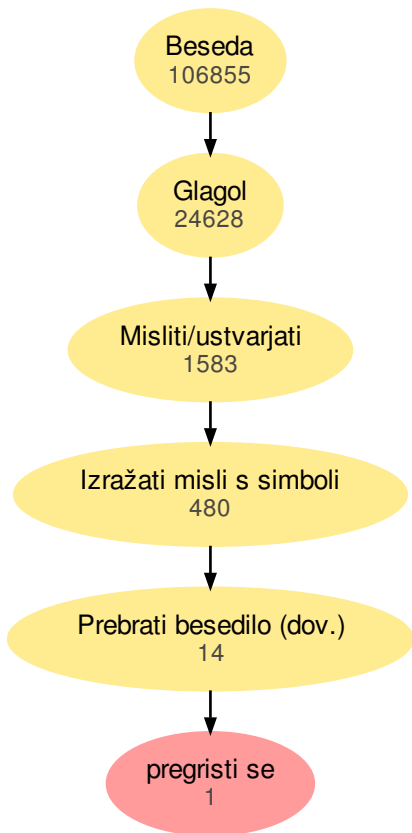 Beseda
106855
Glagol
24628
Misliti/ustvarjati
1583
Izražati misli s simboli
480
Prebrati besedilo (dov.)
14
pregristi se
1